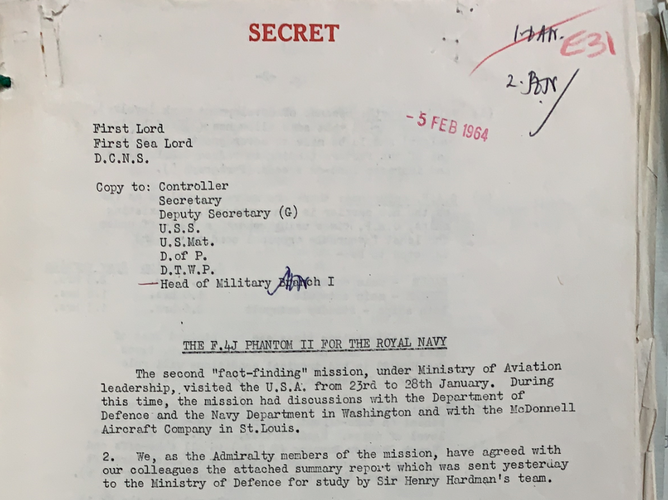 SECRET
E31
2.
- 5 FEB 1964
First Lord
First Sea Lord
D.C.N.S.
Copy to: Controller
Secretary
Deputy Secretary (G)
U.S.S.
U.S.Mat.
D.of P.
D.T.W.P.
Head of Military Branch I
THE F.4J PHANTOM II FOR THE ROYAL NAVY
The second "fact-finding" mission, under Ministry of Aviation
leadership, visited the U.S.A. from 23rd to 28th January. During
this time, the mission had discussions with the Department of
Defence and the Navy Department in Washington and with the McDonnell
Aircraft Company in St.Louis.
2. We, as the Admiralty members of the mission, have agreed with
our colleagues the attached summary report which was sent yesterday
to the Ministry of Defence for study by Sir Henry Hardman's team.